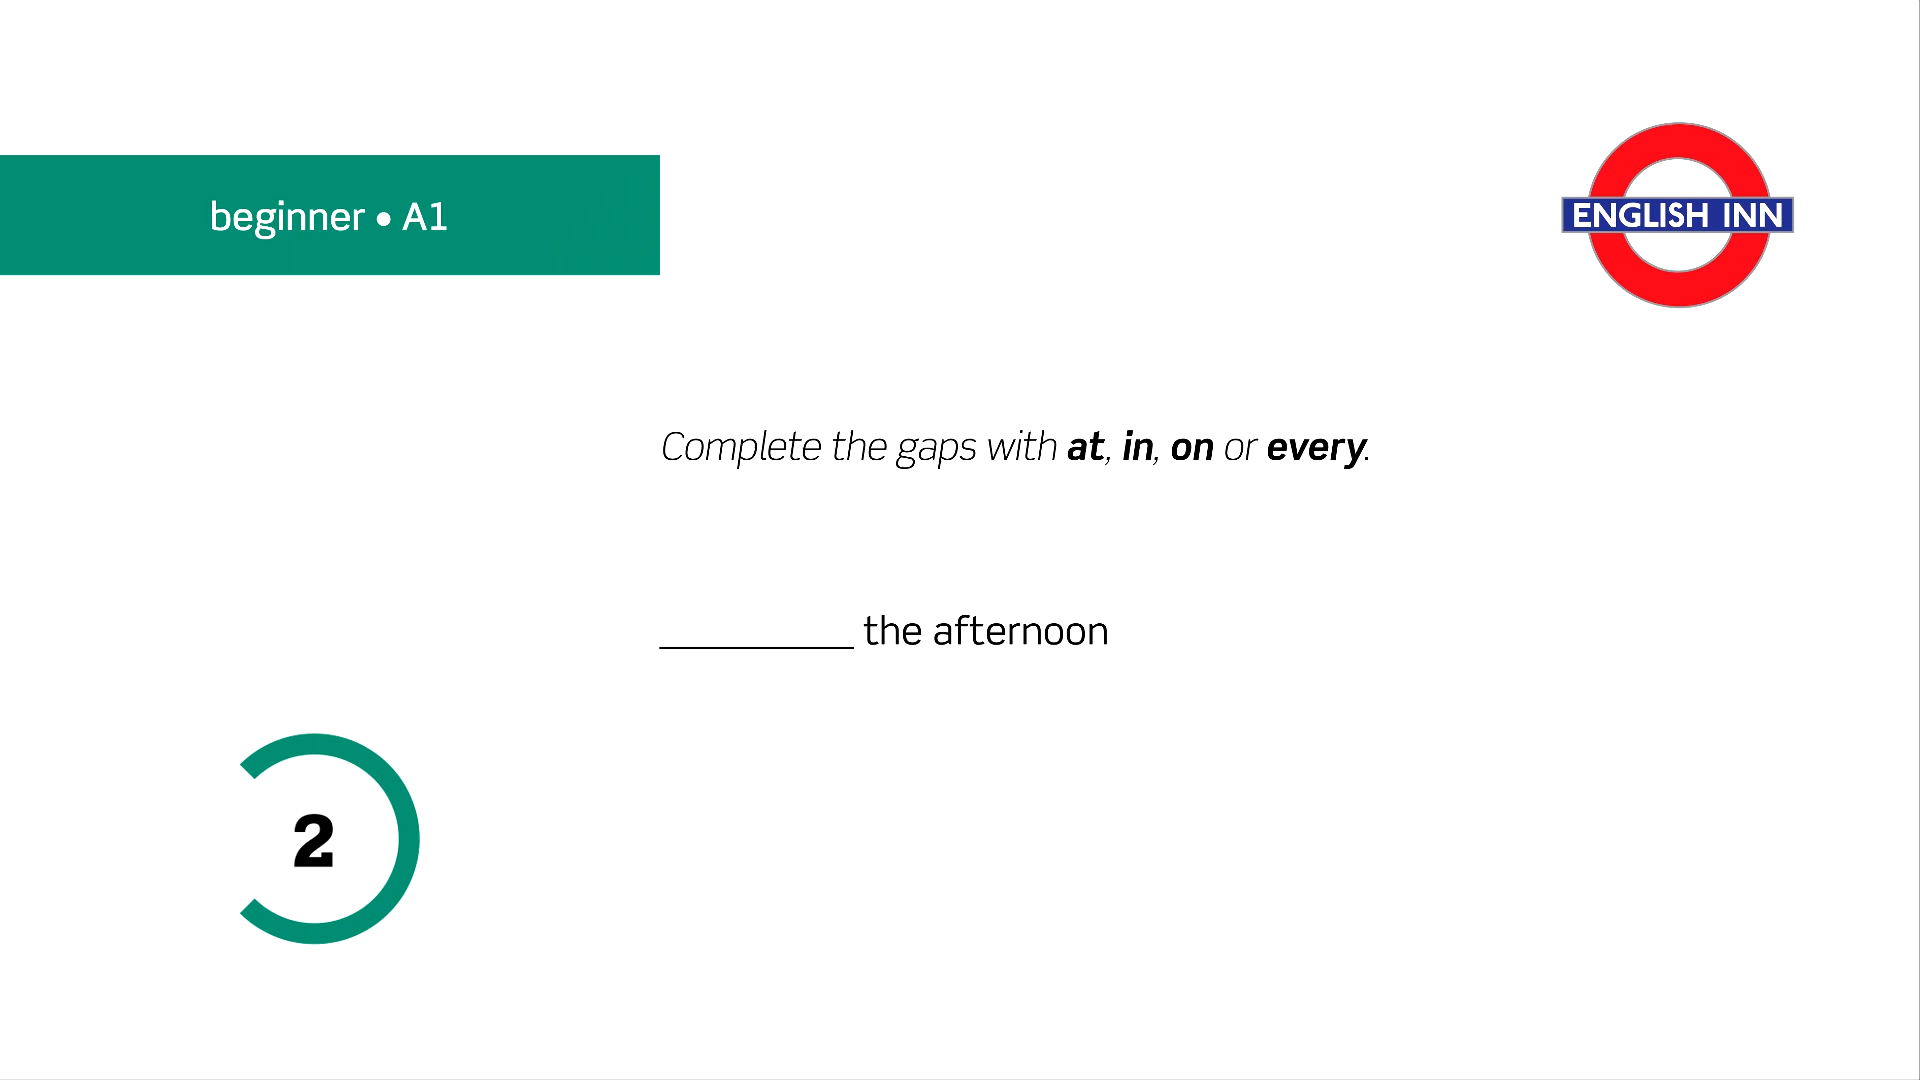 beginner • A1
ENGLISH INN
Complete the gaps with at, in, on or every.
__________ the afternoon
2